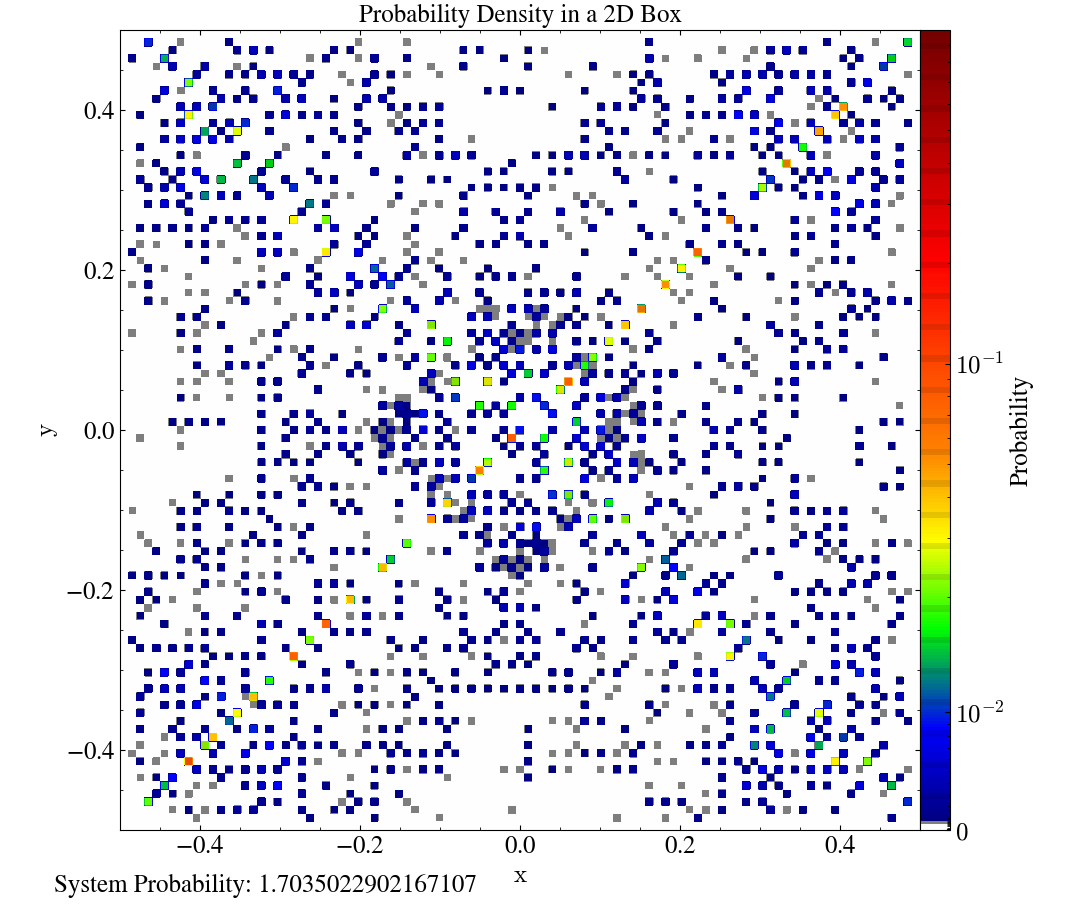 Probability Density in a 2D Box
0.4
0.2
0.0
−0.2
−0.4
y
−0.4 −0.2 0.0 0.2 0.4
x
10⁻¹
10⁻²
0
Probability
System Probability: 1.7035022902167107